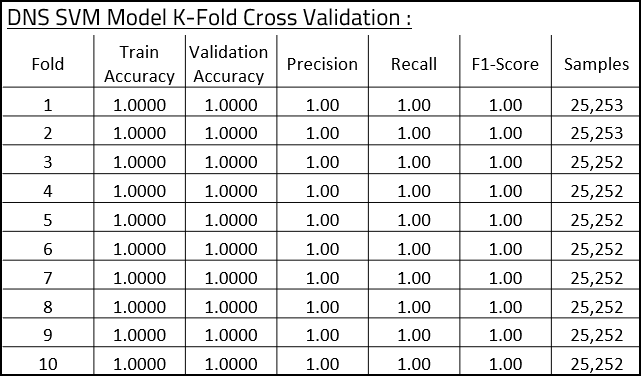 DNS SVM Model K-Fold Cross Validation :
Fold Train Accuracy Validation Accuracy Precision Recall F1-Score Samples
1 1.0000 1.0000 1.00 1.00 1.00 25,253
2 1.0000 1.0000 1.00 1.00 1.00 25,253
3 1.0000 1.0000 1.00 1.00 1.00 25,252
4 1.0000 1.0000 1.00 1.00 1.00 25,252
5 1.0000 1.0000 1.00 1.00 1.00 25,252
6 1.0000 1.0000 1.00 1.00 1.00 25,252
7 1.0000 1.0000 1.00 1.00 1.00 25,252
8 1.0000 1.0000 1.00 1.00 1.00 25,252
9 1.0000 1.0000 1.00 1.00 1.00 25,252
10 1.0000 1.0000 1.00 1.00 1.00 25,252